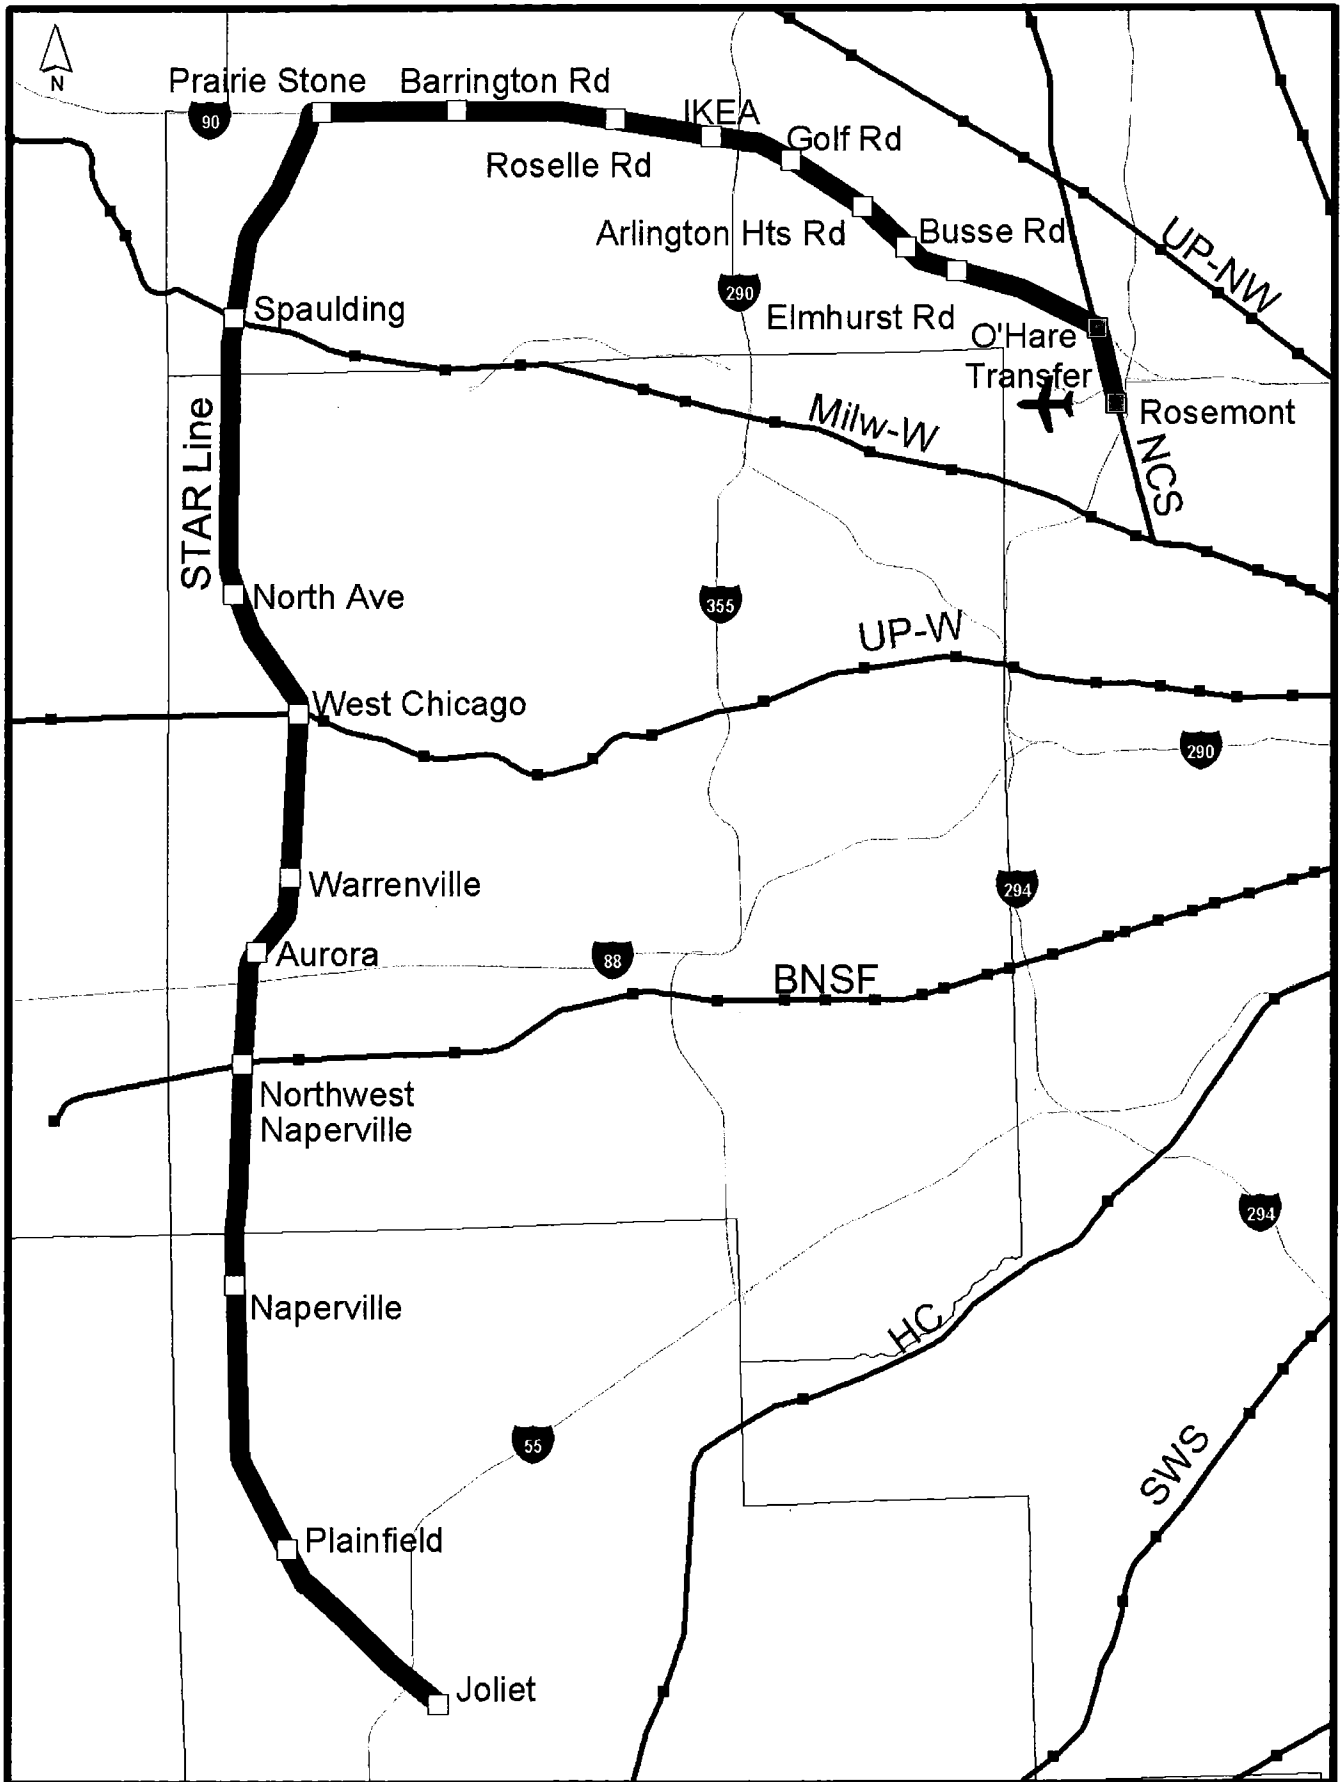 N
Prairie Stone
Barrington Rd
90
IKEA
Golf Rd
Roselle Rd
Arlington Hts Rd
Busse Rd
UP-NW
290
Spaulding
Elmhurst Rd
O'Hare
Transfer
Rosemont
Milw-W
NCS
STAR Line
North Ave
355
UP-W
West Chicago
290
Warrenville
294
Aurora
88
BNSF
Northwest
Naperville
294
Naperville
HC
55
SWS
Plainfield
Joliet